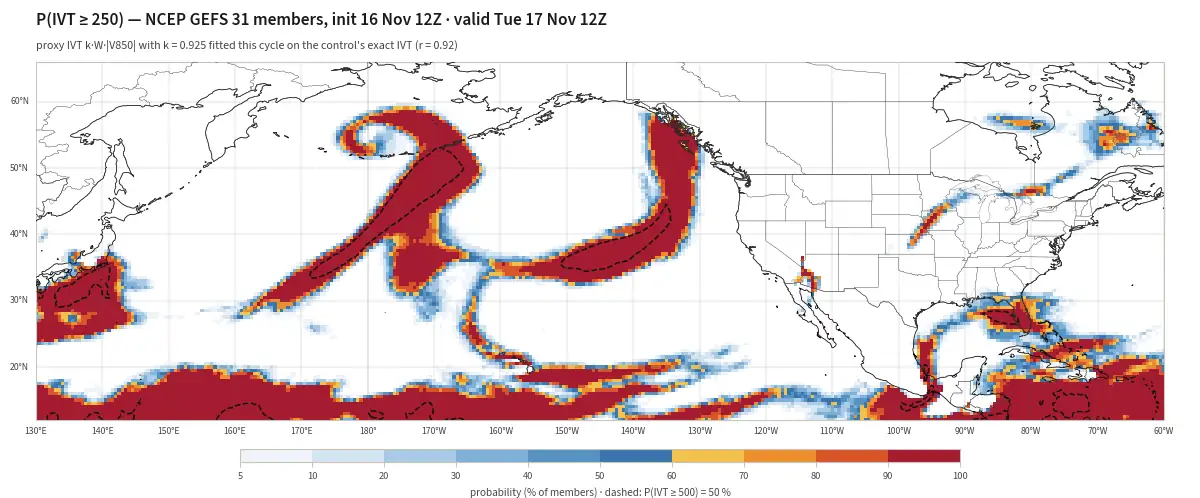 P(IVT ≥ 250) — NCEP GEFS 31 members, init 16 Nov 12Z · valid Tue 17 Nov 12Z
proxy IVT k·W·|V850| with k = 0.925 fitted this cycle on the control's exact IVT (r = 0.92)
60°N
50°N
40°N
30°N
20°N
130°E 140°E 150°E 160°E 170°E 180° 170°W 160°W 150°W 140°W 130°W 120°W 110°W 100°W 90°W 80°W 70°W 60°W
5 10 20 30 40 50 60 70 80 90 100
probability (% of members) · dashed: P(IVT ≥ 500) = 50 %